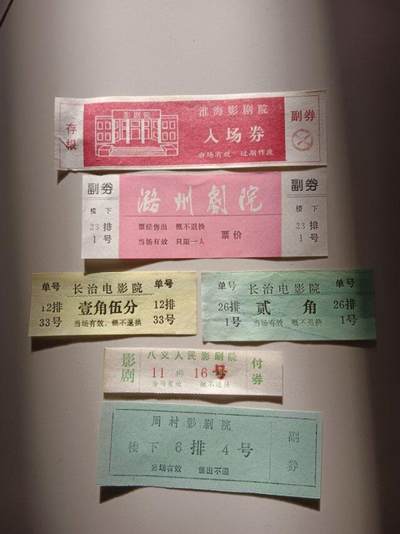 存根
影剧院
淮海影剧院
入场券
当场有效 过期作废
副券
副券
楼下
23排
1号
潞州剧院
票经售出 概不退换
当场有效 只限一人
票价
副券
楼下
23排
1号
单号
12排
33号
长治电影院
壹角伍分
当场有效，概不退换
单号
12排
33号
单号
26排
1号
长治电影院
贰角
当场有效 概不退换
单号
26排
1号
影剧
八义人民影剧院
11排 16号
当场有效 概不退换
付券
周村影剧院
楼下 6排 4号
当场有效 售出不退
副券